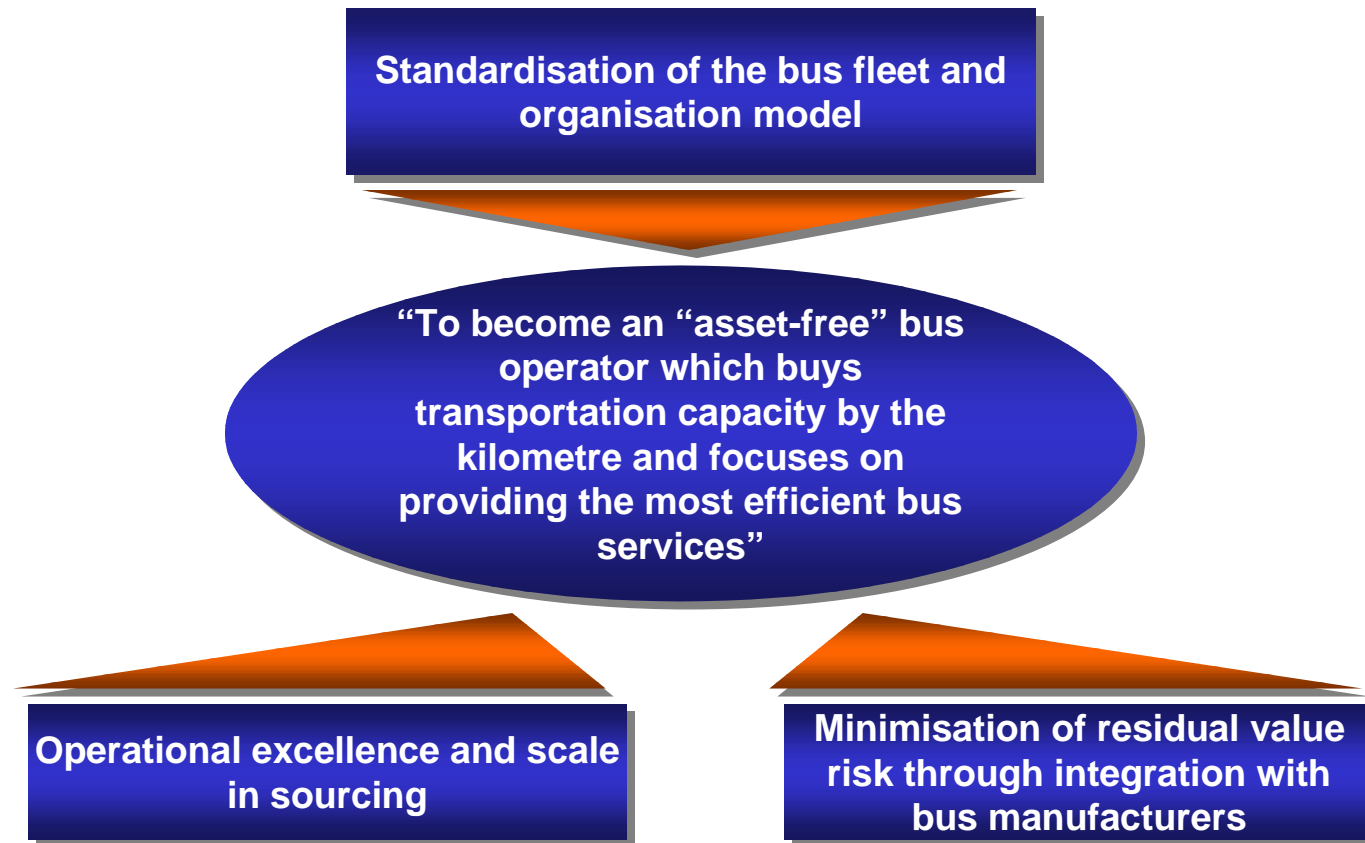 Standardisation of the bus fleet and
organisation model
“To become an “asset-free” bus
operator which buys
transportation capacity by the
kilometre and focuses on
providing the most efficient bus
services”
Operational excellence and scale
in sourcing
Minimisation of residual value
risk through integration with
bus manufacturers